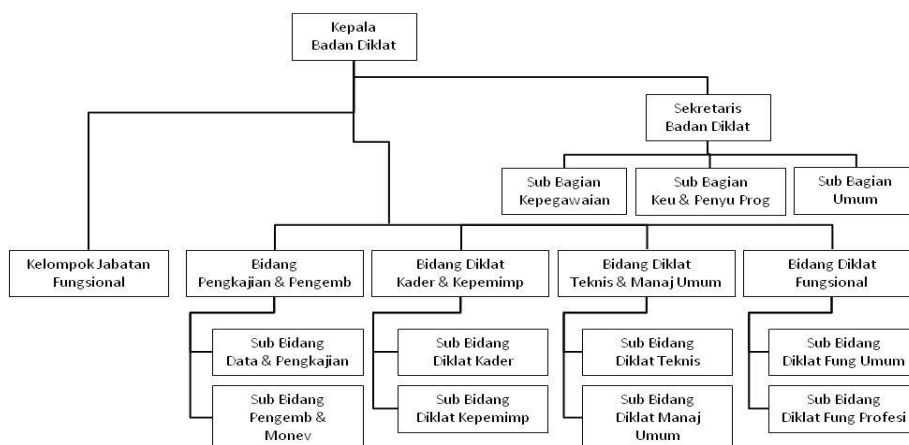 Kepala
Badan Diklat
Sekretaris
Badan Diklat
Sub Bagian
Kepegawaian
Sub Bagian
Keu & Penyu Prog
Sub Bagian
Umum
Kelompok Jabatan
Fungsional
Bidang
Pengkajian & Pengemb
Bidang Diklat
Kader & Kepemimp
Bidang Diklat
Teknis & Manaj Umum
Bidang Diklat
Fungsional
Sub Bidang
Data & Pengkajian
Sub Bidang
Pengemb &
Monev
Sub Bidang
Diklat Kader
Sub Bidang
Diklat Kepemimp
Sub Bidang
Diklat Teknis
Sub Bidang
Diklat Manaj
Umum
Sub Bidang
Diklat Fung Umum
Sub Bidang
Diklat Fung Profesi